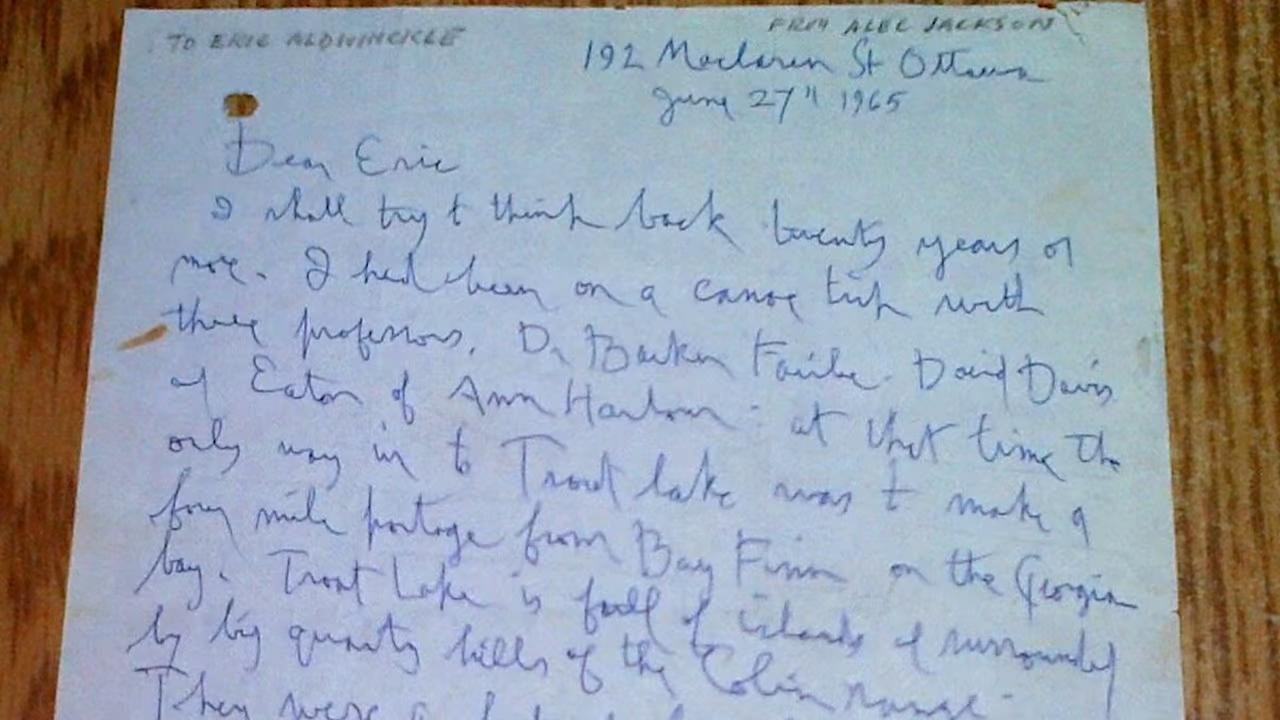 TO ERIC ALDWINCKLE
FROM ALEC JACKSON
192 Maclaren St Ottawa
June 27" 1965
Dear Eric
I shall try t think back twenty years or
more. I had been on a canoe trip with
three professors, Dr Barker Fairley David Davis
of Eaton of Ann Harbour : at that time the
only way in to Trout lake was t make a
four mile portage from Bay Finn on the Georgian
bay. Trout Lake is full of islands & surrounded
by big quartz hills of the Range
They were